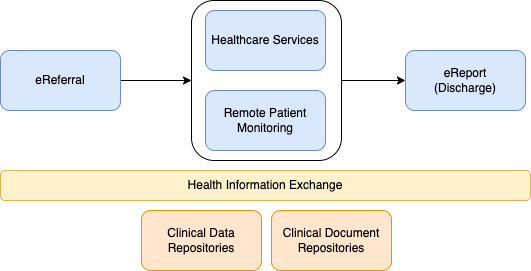 Healthcare Services
eReferral
eReport
(Discharge)
Remote Patient
Monitoring
Health Information Exchange
Clinical Data
Repositories
Clinical Document
Repositories